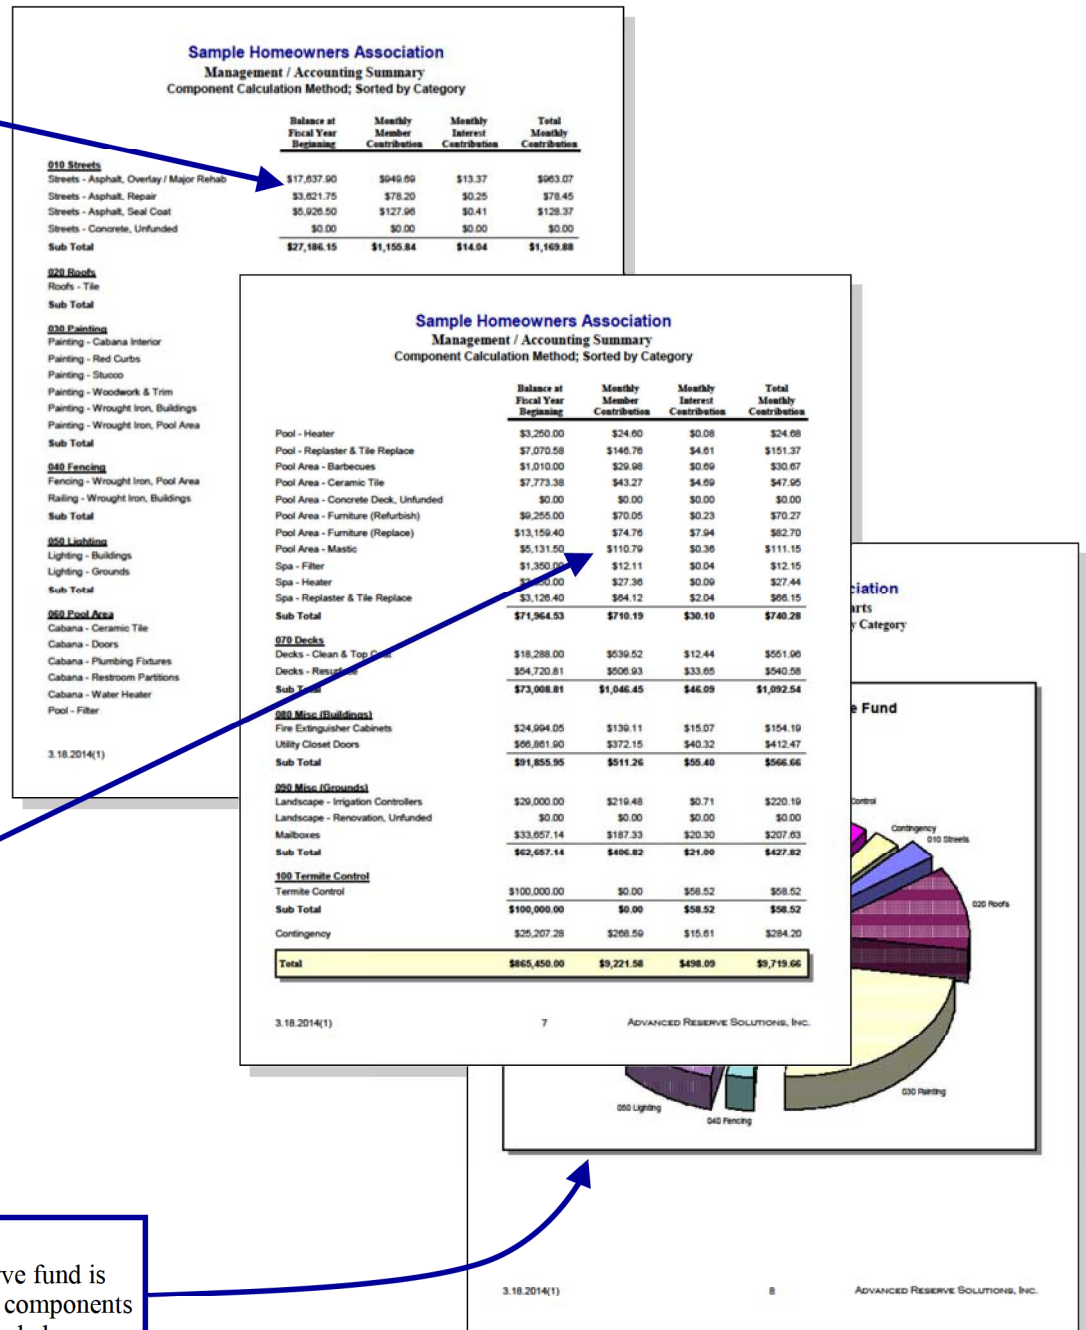 Sample Homeowners Association
Management / Accounting Summary
Component Calculation Method; Sorted by Category
Balance at Fiscal Year Beginning Monthly Member Contribution Monthly Interest Contribution Total Monthly Contribution
010 Streets
Streets - Asphalt, Overlay / Major Rehab $17,637.90 $949.69 $13.37 $963.07
Streets - Asphalt, Repair $3,621.75 $78.20 $0.25 $78.45
Streets - Asphalt, Seal Coat $5,926.50 $127.96 $0.41 $128.37
Streets - Concrete, Unfunded $0.00 $0.00 $0.00 $0.00
Sub Total $27,186.15 $1,155.84 $14.04 $1,169.88
020 Roofs
Roofs - Tile
Sub Total
030 Painting
Painting - Cabana Interior
Painting - Red Curbs
Painting - Stucco
Painting - Woodwork & Trim
Painting - Wrought Iron, Buildings
Painting - Wrought Iron, Pool Area
Sub Total
040 Fencing
Fencing - Wrought Iron, Pool Area
Railing - Wrought Iron, Buildings
Sub Total
050 Lighting
Lighting - Buildings
Lighting - Grounds
Sub Total
060 Pool Area
Cabana - Ceramic Tile
Cabana - Doors
Cabana - Plumbing Fixtures
Cabana - Restroom Partitions
Cabana - Water Heater
Pool - Filter
3.18.2014(1)
Sample Homeowners Association
Management / Accounting Summary
Component Calculation Method; Sorted by Category
Balance at Fiscal Year Beginning Monthly Member Contribution Monthly Interest Contribution Total Monthly Contribution
Pool - Heater $3,250.00 $24.60 $0.08 $24.68
Pool - Replaster & Tile Replace $7,070.58 $146.76 $4.61 $151.37
Pool Area - Barbecues $1,010.00 $29.98 $0.69 $30.67
Pool Area - Ceramic Tile $7,773.38 $43.27 $4.69 $47.95
Pool Area - Concrete Deck, Unfunded $0.00 $0.00 $0.00 $0.00
Pool Area - Furniture (Refurbish) $9,255.00 $70.05 $0.23 $70.27
Pool Area - Furniture (Replace) $13,159.40 $74.76 $7.94 $82.70
Pool Area - Mastic $5,131.50 $110.79 $0.36 $111.15
Spa - Filter $1,350.00 $12.11 $0.04 $12.15
Spa - Heater $27.36 $0.09 $27.44
Spa - Replaster & Tile Replace $3,126.40 $64.12 $2.04 $66.15
Sub Total $71,964.53 $710.19 $30.10 $740.28
070 Decks
Decks - Clean & Top Coat $18,288.00 $539.52 $12.44 $551.96
Decks - Resurface $54,720.81 $506.93 $33.65 $540.58
Sub Total $73,008.81 $1,046.45 $46.09 $1,092.54
080 Misc (Buildings)
Fire Extinguisher Cabinets $24,994.05 $139.11 $15.07 $154.19
Utility Closet Doors $66,861.90 $372.15 $40.32 $412.47
Sub Total $91,855.95 $511.26 $55.40 $566.66
090 Misc (Grounds)
Landscape - Irrigation Controllers $29,000.00 $219.48 $0.71 $220.19
Landscape - Renovation, Unfunded $0.00 $0.00 $0.00 $0.00
Mailboxes $33,657.14 $187.33 $20.30 $207.63
Sub Total $62,657.14 $406.82 $21.00 $427.82
100 Termite Control
Termite Control $100,000.00 $0.00 $58.52 $58.52
Sub Total $100,000.00 $0.00 $58.52 $58.52
Contingency $25,207.28 $268.59 $15.61 $284.20
Total $865,450.00 $9,221.58 $498.09 $9,719.66
3.18.2014(1) 7 ADVANCED RESERVE SOLUTIONS, INC.
ciation
arts
y Category
e Fund
Control
Contingency
010 Streets
020 Roofs
030 Painting
050 Lighting
040 Fencing
3.18.2014(1) 8 ADVANCED RESERVE SOLUTIONS, INC.
ve fund is
components